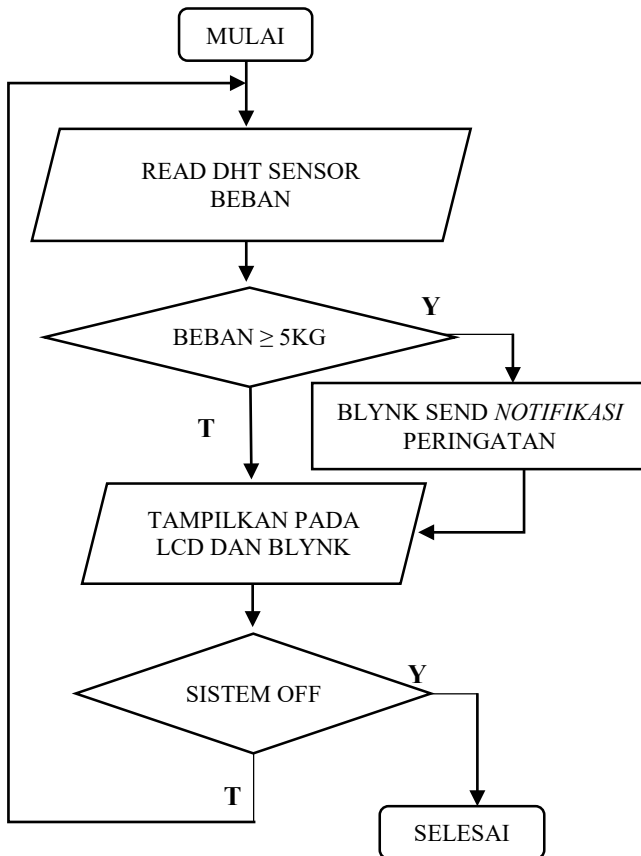 MULAI
READ DHT SENSOR
BEBAN
Y
BEBAN ≥ 5KG
BLYNK SEND NOTIFIKASI
PERINGATAN
T
TAMPILKAN PADA
LCD DAN BLYNK
Y
SISTEM OFF
T
SELESAI